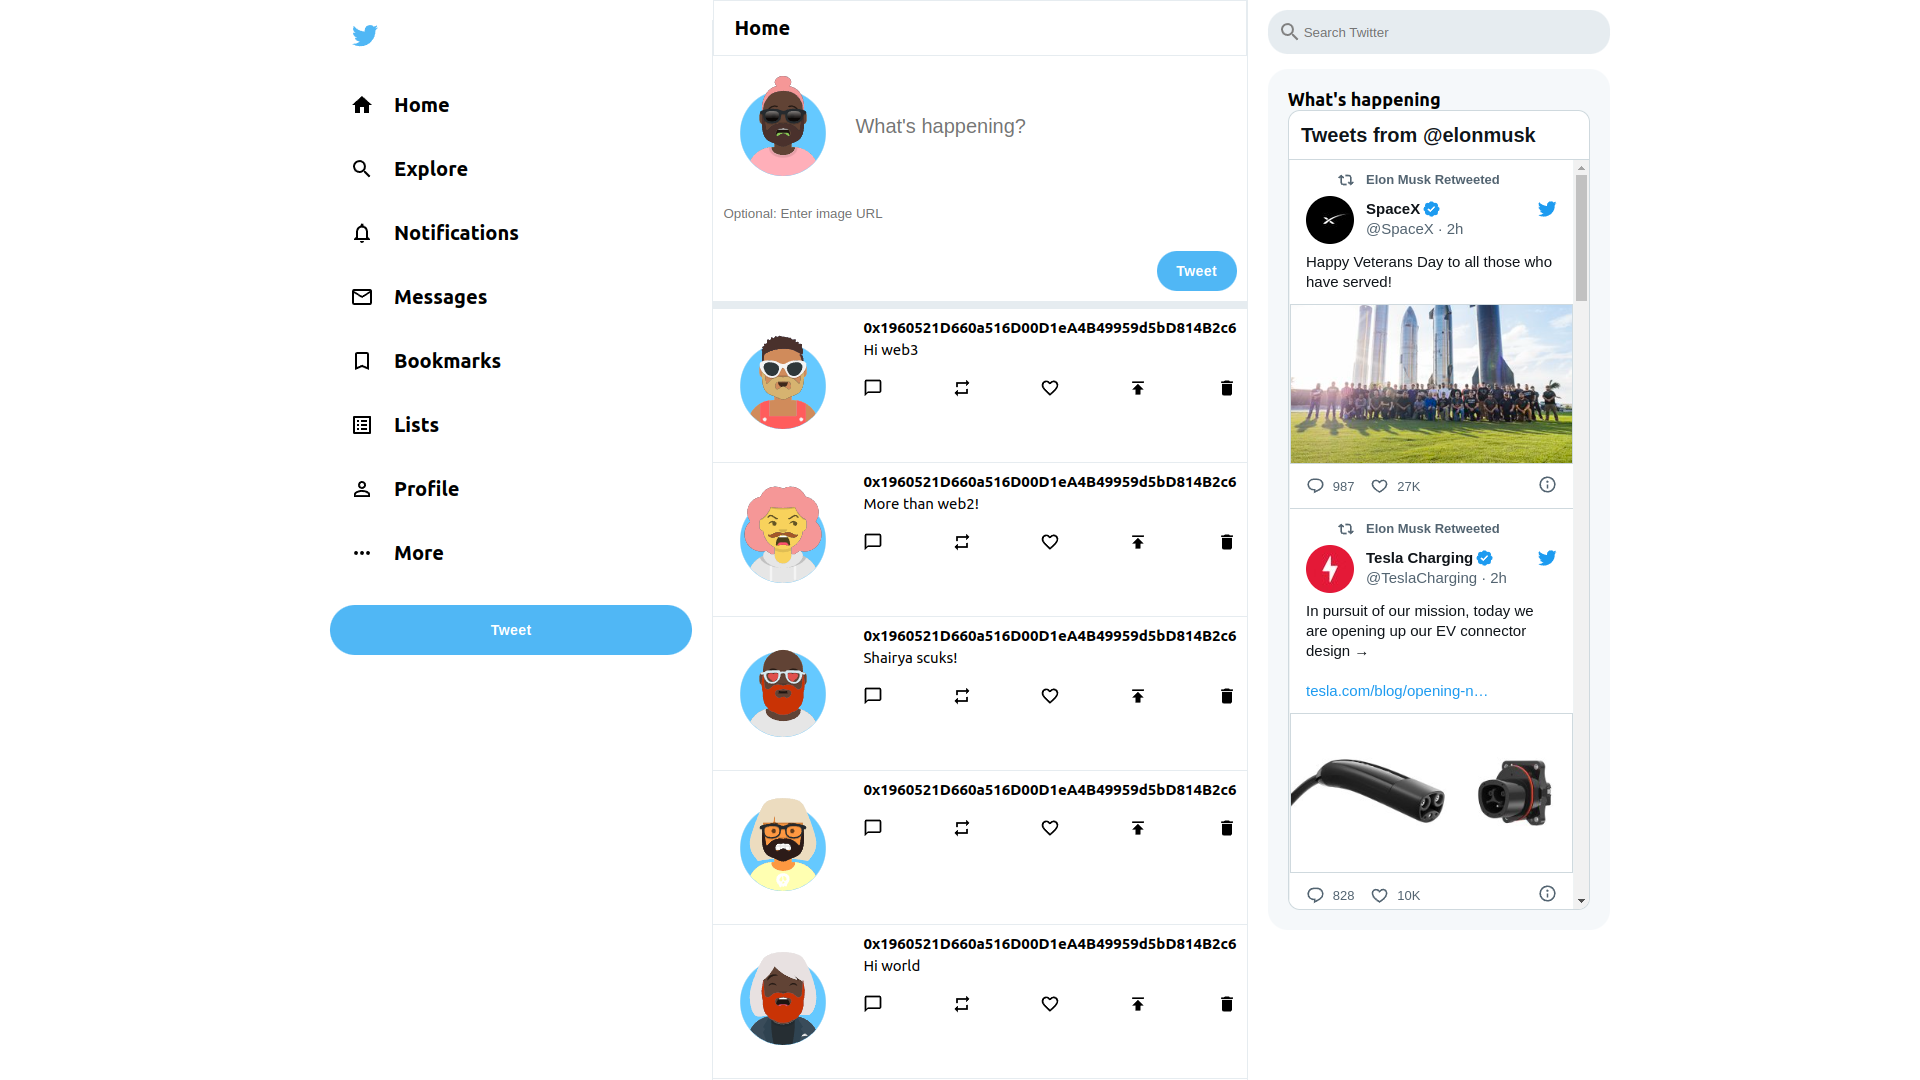 Home
Explore
Notifications
Messages
Bookmarks
Lists
Profile
More
Tweet
Home
What's happening?
Optional: Enter image URL
Tweet
0x1960521D660a516D00D1eA4B49959d5bD814B2c6
Hi web3
0x1960521D660a516D00D1eA4B49959d5bD814B2c6
More than web2!
0x1960521D660a516D00D1eA4B49959d5bD814B2c6
Shairya scuks!
0x1960521D660a516D00D1eA4B49959d5bD814B2c6
0x1960521D660a516D00D1eA4B49959d5bD814B2c6
Hi world
Search Twitter
What's happening
Tweets from @elonmusk
Elon Musk Retweeted
SpaceX
@SpaceX · 2h
Happy Veterans Day to all those who
have served!
987 27K
Elon Musk Retweeted
Tesla Charging
@TeslaCharging · 2h
In pursuit of our mission, today we
are opening up our EV connector
design →
tesla.com/blog/opening-n…
828 10K